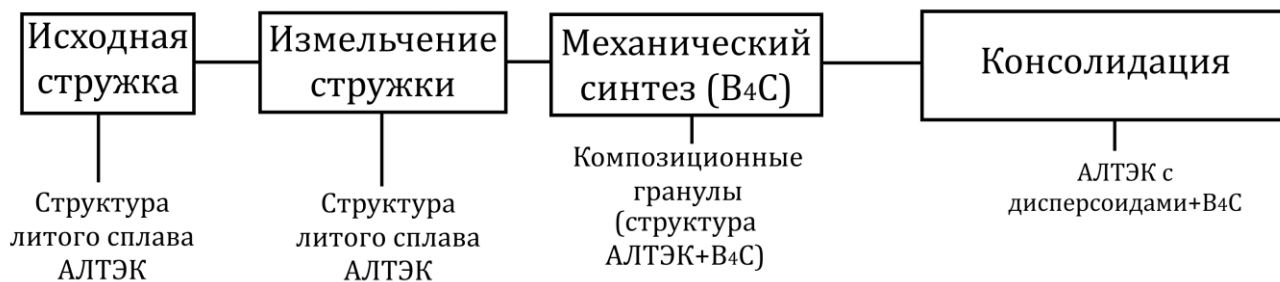 Исходная
стружка
Измельчение
стружки
Механический
синтез (B₄C)
Консолидация
Структура
литого сплава
АЛТЭК
Структура
литого сплава
АЛТЭК
Композиционные
гранулы
(структура
АЛТЭК+B₄C)
АЛТЭК с
дисперсоидами+B₄C